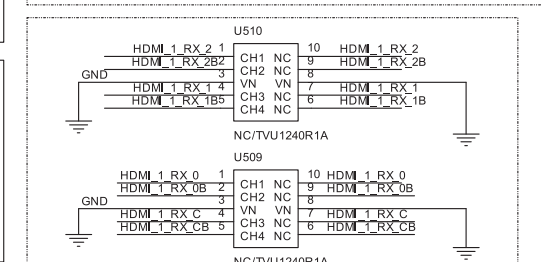 U510
HDMI_1_RX_2 1 CH1 NC 10 HDMI_1_RX_2
HDMI_1_RX_2B 2 CH2 NC 9 HDMI_1_RX_2B
GND 3 VN VN 8
HDMI_1_RX_1 4 CH3 NC 7 HDMI_1_RX_1
HDMI_1_RX_1B 5 CH4 NC 6 HDMI_1_RX_1B
NC/TVU1240R1A
U509
HDMI_1_RX_0 1 CH1 NC 10 HDMI_1_RX_0
HDMI_1_RX_0B 2 CH2 NC 9 HDMI_1_RX_0B
GND 3 VN VN 8
HDMI_1_RX_C 4 CH3 NC 7 HDMI_1_RX_C
HDMI_1_RX_CB 5 CH4 NC 6 HDMI_1_RX_CB
NC/TVU1240R1A